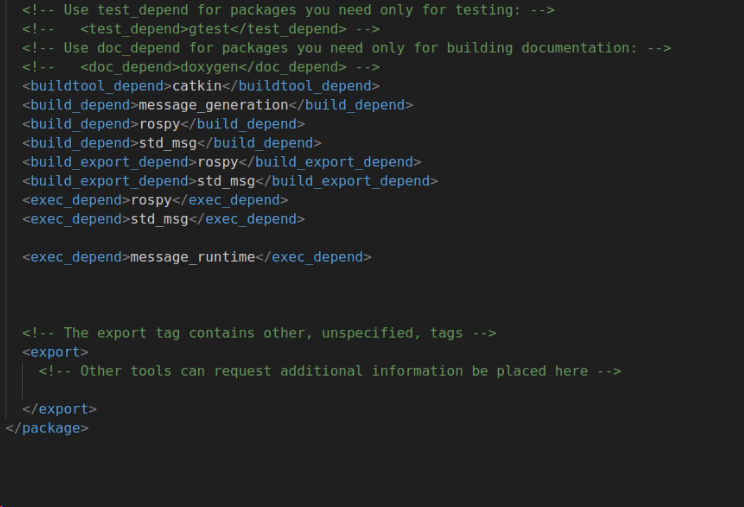 <!-- Use test_depend for packages you need only for testing: -->
<!--   <test_depend>gtest</test_depend> -->
<!-- Use doc_depend for packages you need only for building documentation: -->
<!--   <doc_depend>doxygen</doc_depend> -->
<buildtool_depend>catkin</buildtool_depend>
<build_depend>message_generation</build_depend>
<build_depend>rospy</build_depend>
<build_depend>std_msg</build_depend>
<build_export_depend>rospy</build_export_depend>
<build_export_depend>std_msg</build_export_depend>
<exec_depend>rospy</exec_depend>
<exec_depend>std_msg</exec_depend>
<exec_depend>message_runtime</exec_depend>
<!-- The export tag contains other, unspecified, tags -->
<export>
<!-- Other tools can request additional information be placed here -->
</export>
</package>